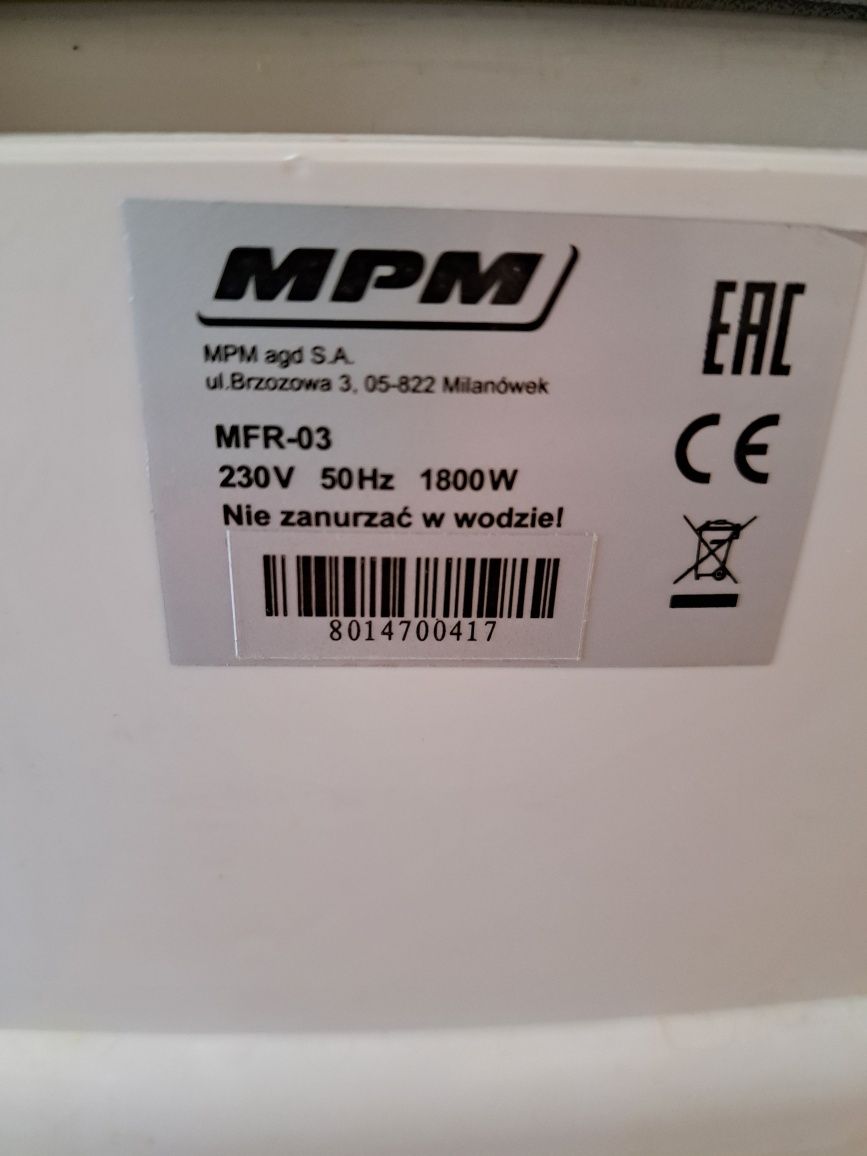 MPM
MPM agd S.A.
ul.Brzozowa 3, 05-822 Milanówek
EAC
MFR-03
230V 50Hz 1800W
CE
Nie zanurzać w wodzie!
8014700417